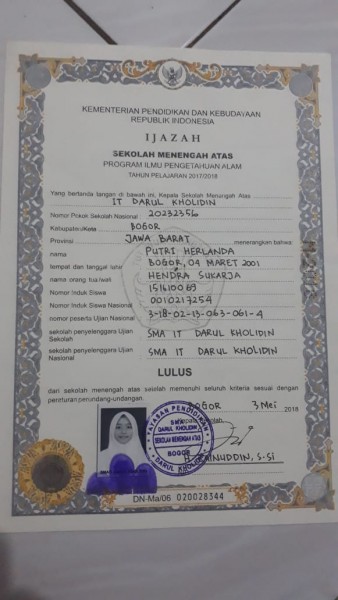 KEMENTERIAN PENDIDIKAN DAN KEBUDAYAAN
REPUBLIK INDONESIA
IJAZAH
SEKOLAH MENENGAH ATAS
PROGRAM ILMU PENGETAHUAN ALAM
TAHUN PELAJARAN 2017/2018
Yang bertanda tangan di bawah ini, Kepala Sekolah Menengah Atas
IT DARUL KHOLIDIN
Nomor Pokok Sekolah Nasional 20232356
Kabupaten/Kota BOGOR
Provinsi JAWA BARAT menerangkan bahwa:
nama PUTRI HERLANDA
tempat dan tanggal lahir BOGOR, 04 MARET 2001
nama orang tua/wali HENDRA SUKARJA
Nomor Induk Siswa 151610069
Nomor Induk Siswa Nasional 0010217254
nomor peserta Ujian Nasional 3-18-02-13-063-061-4
sekolah penyelenggara Ujian Sekolah SMA IT DARUL KHOLIDIN
sekolah penyelenggara Ujian Nasional SMA IT DARUL KHOLIDIN
LULUS
dari sekolah menengah atas setelah memenuhi seluruh kriteria sesuai dengan
peraturan perundang-undangan.
BOGOR 3 Mei 2018
Kepala Sekolah,
YAYASAN PENDIDIKAN
DARUL KHOLIDIN
SEKOLAH MENENGAH ATAS
BOGOR
DN-Ma/06 020028344